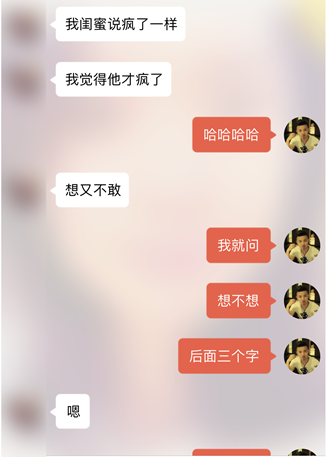 我闺蜜说疯了一样
我觉得他才疯了
哈哈哈哈
想又不敢
我就问
想不想
后面三个字
嗯